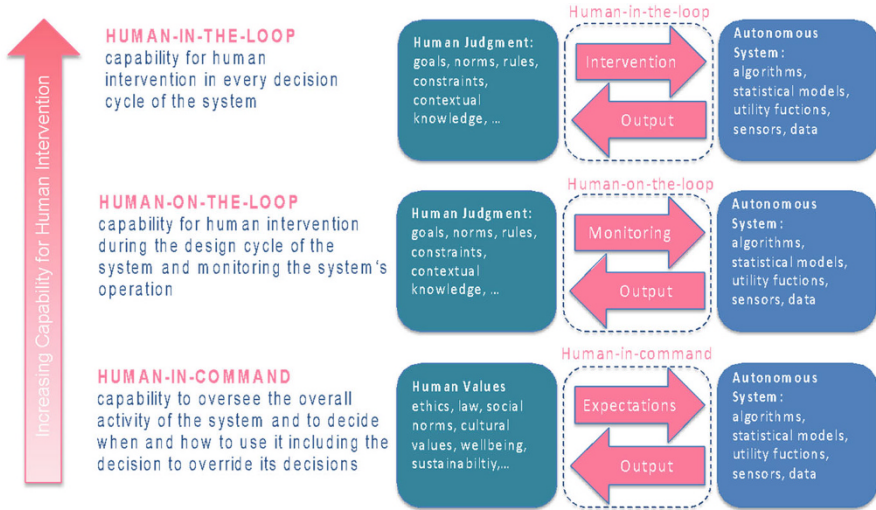 Increasing Capability for Human Intervention
HUMAN-IN-THE-LOOP
capability for human
intervention in every decision
cycle of the system
Human Judgment:
goals, norms, rules,
constraints,
contextual
knowledge, ...
Human-in-the-loop
Intervention
Output
Autonomous
System:
algorithms,
statistical models,
utility fuctions,
sensors, data
HUMAN-ON-THE-LOOP
capability for human intervention
during the design cycle of the
system and monitoring the system's
operation
Human Judgment:
goals, norms, rules,
constraints,
contextual
knowledge, ...
Human-on-the-loop
Monitoring
Output
Autonomous
System:
algorithms,
statistical models,
utility fuctions,
sensors, data
HUMAN-IN-COMMAND
capability to oversee the overall
activity of the system and to decide
when and how to use it including the
decision to override its decisions
Human Values
ethics, law, social
norms, cultural
values, wellbeing,
sustainabiltiy,...
Human-in-command
Expectations
Output
Autonomous
System:
algorithms,
statistical models,
utility fuctions,
sensors, data